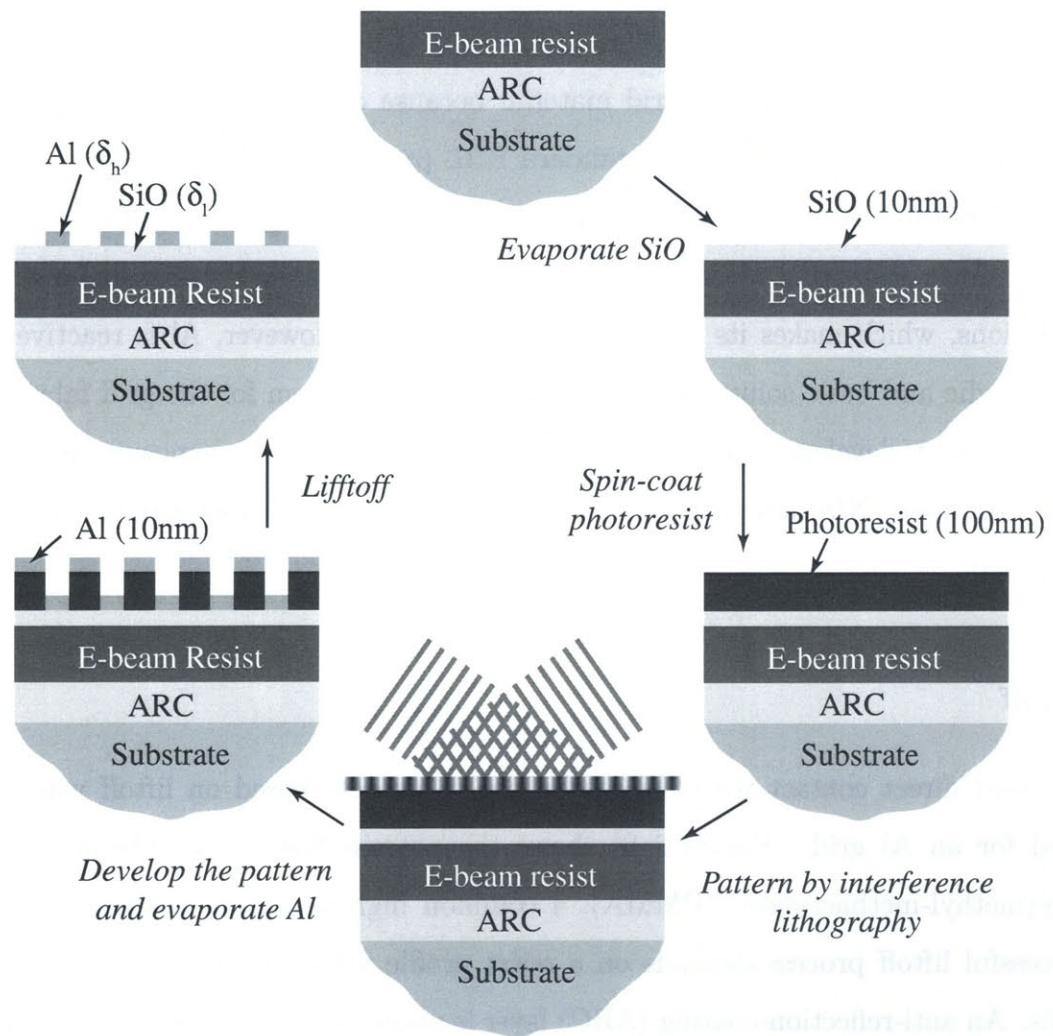 E-beam resist
ARC
Substrate
Evaporate SiO
SiO (10nm)
E-beam resist
ARC
Substrate
Spin-coat
photoresist
Photoresist (100nm)
E-beam resist
ARC
Substrate
Pattern by interference
lithography
E-beam resist
ARC
Substrate
Develop the pattern
and evaporate Al
Al (10nm)
E-beam Resist
ARC
Substrate
Lifftoff
Al (δh)
SiO (δl)
E-beam Resist
ARC
Substrate